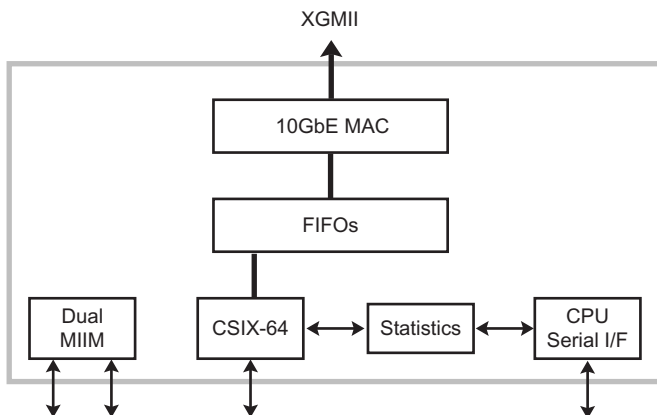 XGMII
10GbE MAC
FIFOs
Dual
MIIM
CSIX-64
Statistics
CPU
Serial I/F